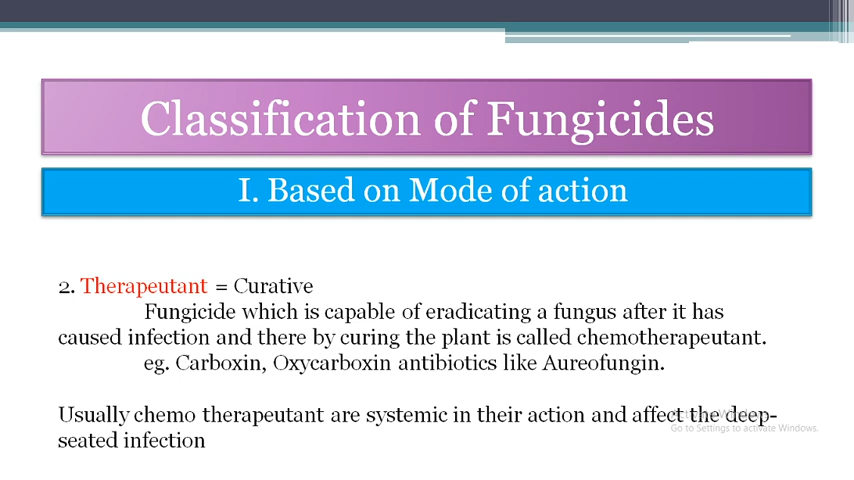 Classification of Fungicides
I. Based on Mode of action
2. Therapeutant = Curative
Fungicide which is capable of eradicating a fungus after it has
caused infection and there by curing the plant is called chemotherapeutant.
eg. Carboxin, Oxycarboxin antibiotics like Aureofungin.
Usually chemo therapeutant are systemic in their action and affect the deep-
seated infection
Activate Windows
Go to Settings to activate Windows.